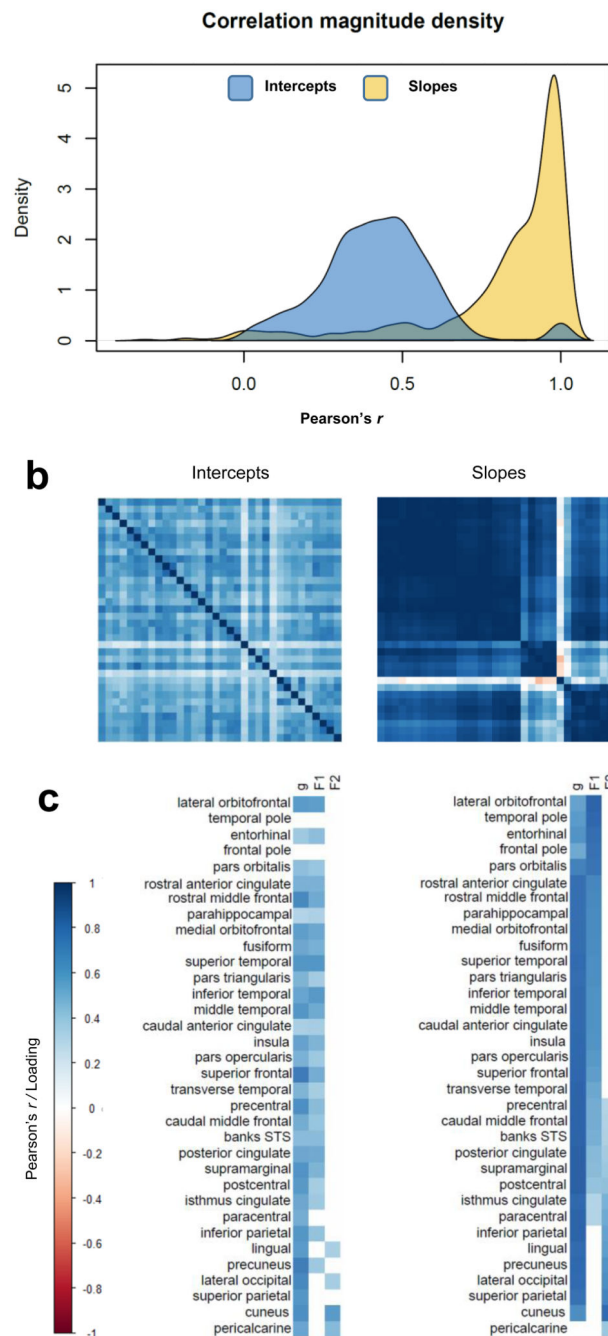 Correlation magnitude density
Intercepts Slopes
Density
5
4
3
2
1
0
0.0 0.5 1.0
Pearson's r
b
Intercepts Slopes
c
g F1 F2
lateral orbitofrontal
temporal pole
entorhinal
frontal pole
pars orbitalis
rostral anterior cingulate
rostral middle frontal
parahippocampal
medial orbitofrontal
fusiform
superior temporal
pars triangularis
inferior temporal
middle temporal
caudal anterior cingulate
insula
pars opercularis
superior frontal
transverse temporal
precentral
caudal middle frontal
banks STS
posterior cingulate
supramarginal
postcentral
isthmus cingulate
paracentral
inferior parietal
lingual
precuneus
lateral occipital
superior parietal
cuneus
pericalcarine
g F1
lateral orbitofrontal
temporal pole
entorhinal
frontal pole
pars orbitalis
rostral anterior cingulate
rostral middle frontal
parahippocampal
medial orbitofrontal
fusiform
superior temporal
pars triangularis
inferior temporal
middle temporal
caudal anterior cingulate
insula
pars opercularis
superior frontal
transverse temporal
precentral
caudal middle frontal
banks STS
posterior cingulate
supramarginal
postcentral
isthmus cingulate
paracentral
inferior parietal
lingual
precuneus
lateral occipital
superior parietal
cuneus
pericalcarine
Pearson's r / Loading
1
0.8
0.6
0.4
0.2
0
-0.2
-0.4
-0.6
-0.8
-1